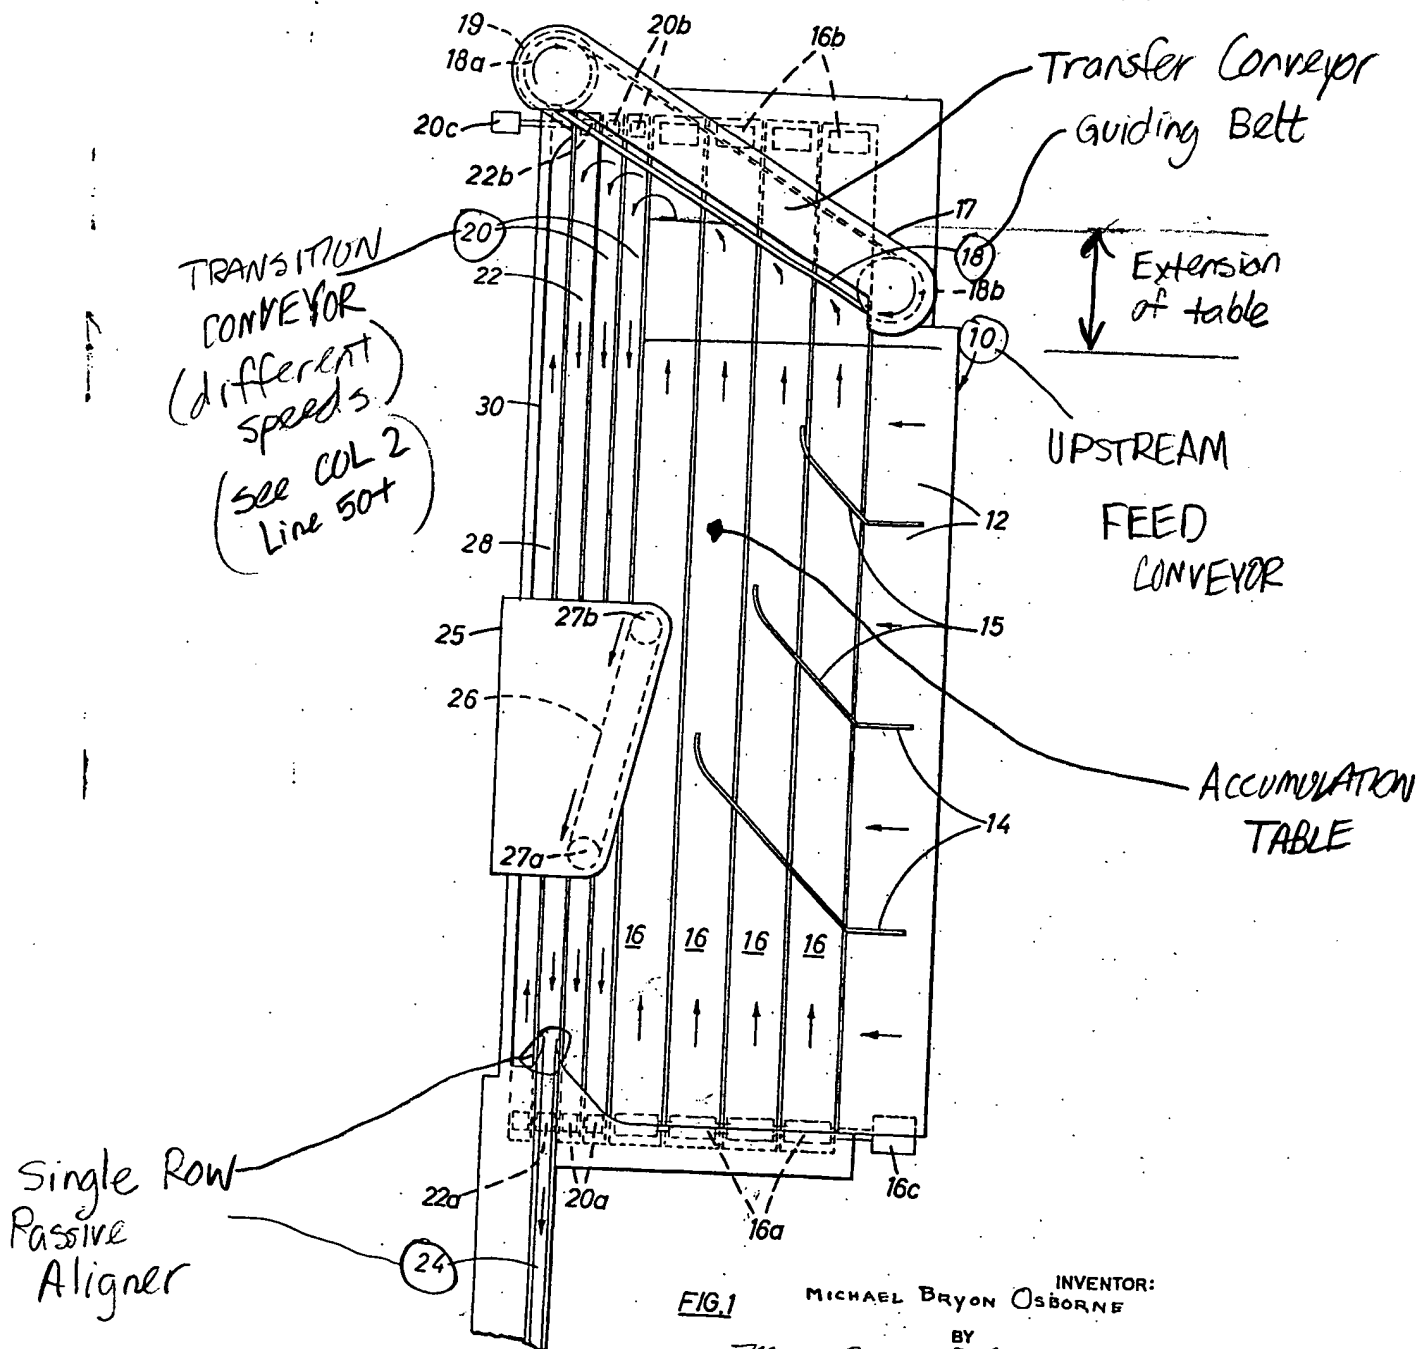 19
20b
16b
18a
Transfer Conveyor
20c
Guiding Belt
22b
17
20
18
TRANSITION
CONVEYOR
(different
speeds)
(see COL 2
Line 50+)
22
18b
Extension
of table
10
30
UPSTREAM
FEED
CONVEYOR
12
28
25
27b
15
26
ACCUMULATION
TABLE
14
27a
16 16 16 16
Single Row
Passive
Aligner
22a
20a
16a
16c
24
FIG.1
INVENTOR:
MICHAEL BRYON OSBORNE
BY